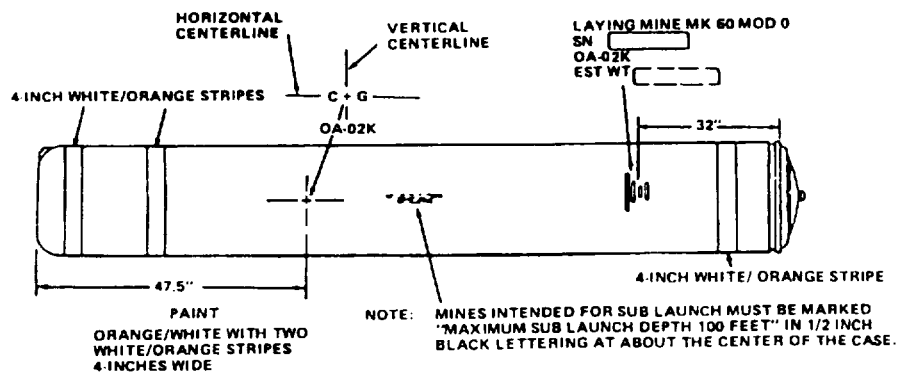 HORIZONTAL
CENTERLINE
VERTICAL
CENTERLINE
LAYING MINE MK 60 MOD 0
SN
OA-02K
EST WT
4-INCH WHITE/ORANGE STRIPES
C + G
OA-02K
32"
47.5"
4-INCH WHITE/ ORANGE STRIPE
PAINT
ORANGE/WHITE WITH TWO
WHITE/ORANGE STRIPES
4-INCHES WIDE
NOTE: MINES INTENDED FOR SUB LAUNCH MUST BE MARKED
"MAXIMUM SUB LAUNCH DEPTH 100 FEET" IN 1/2 INCH
BLACK LETTERING AT ABOUT THE CENTER OF THE CASE.